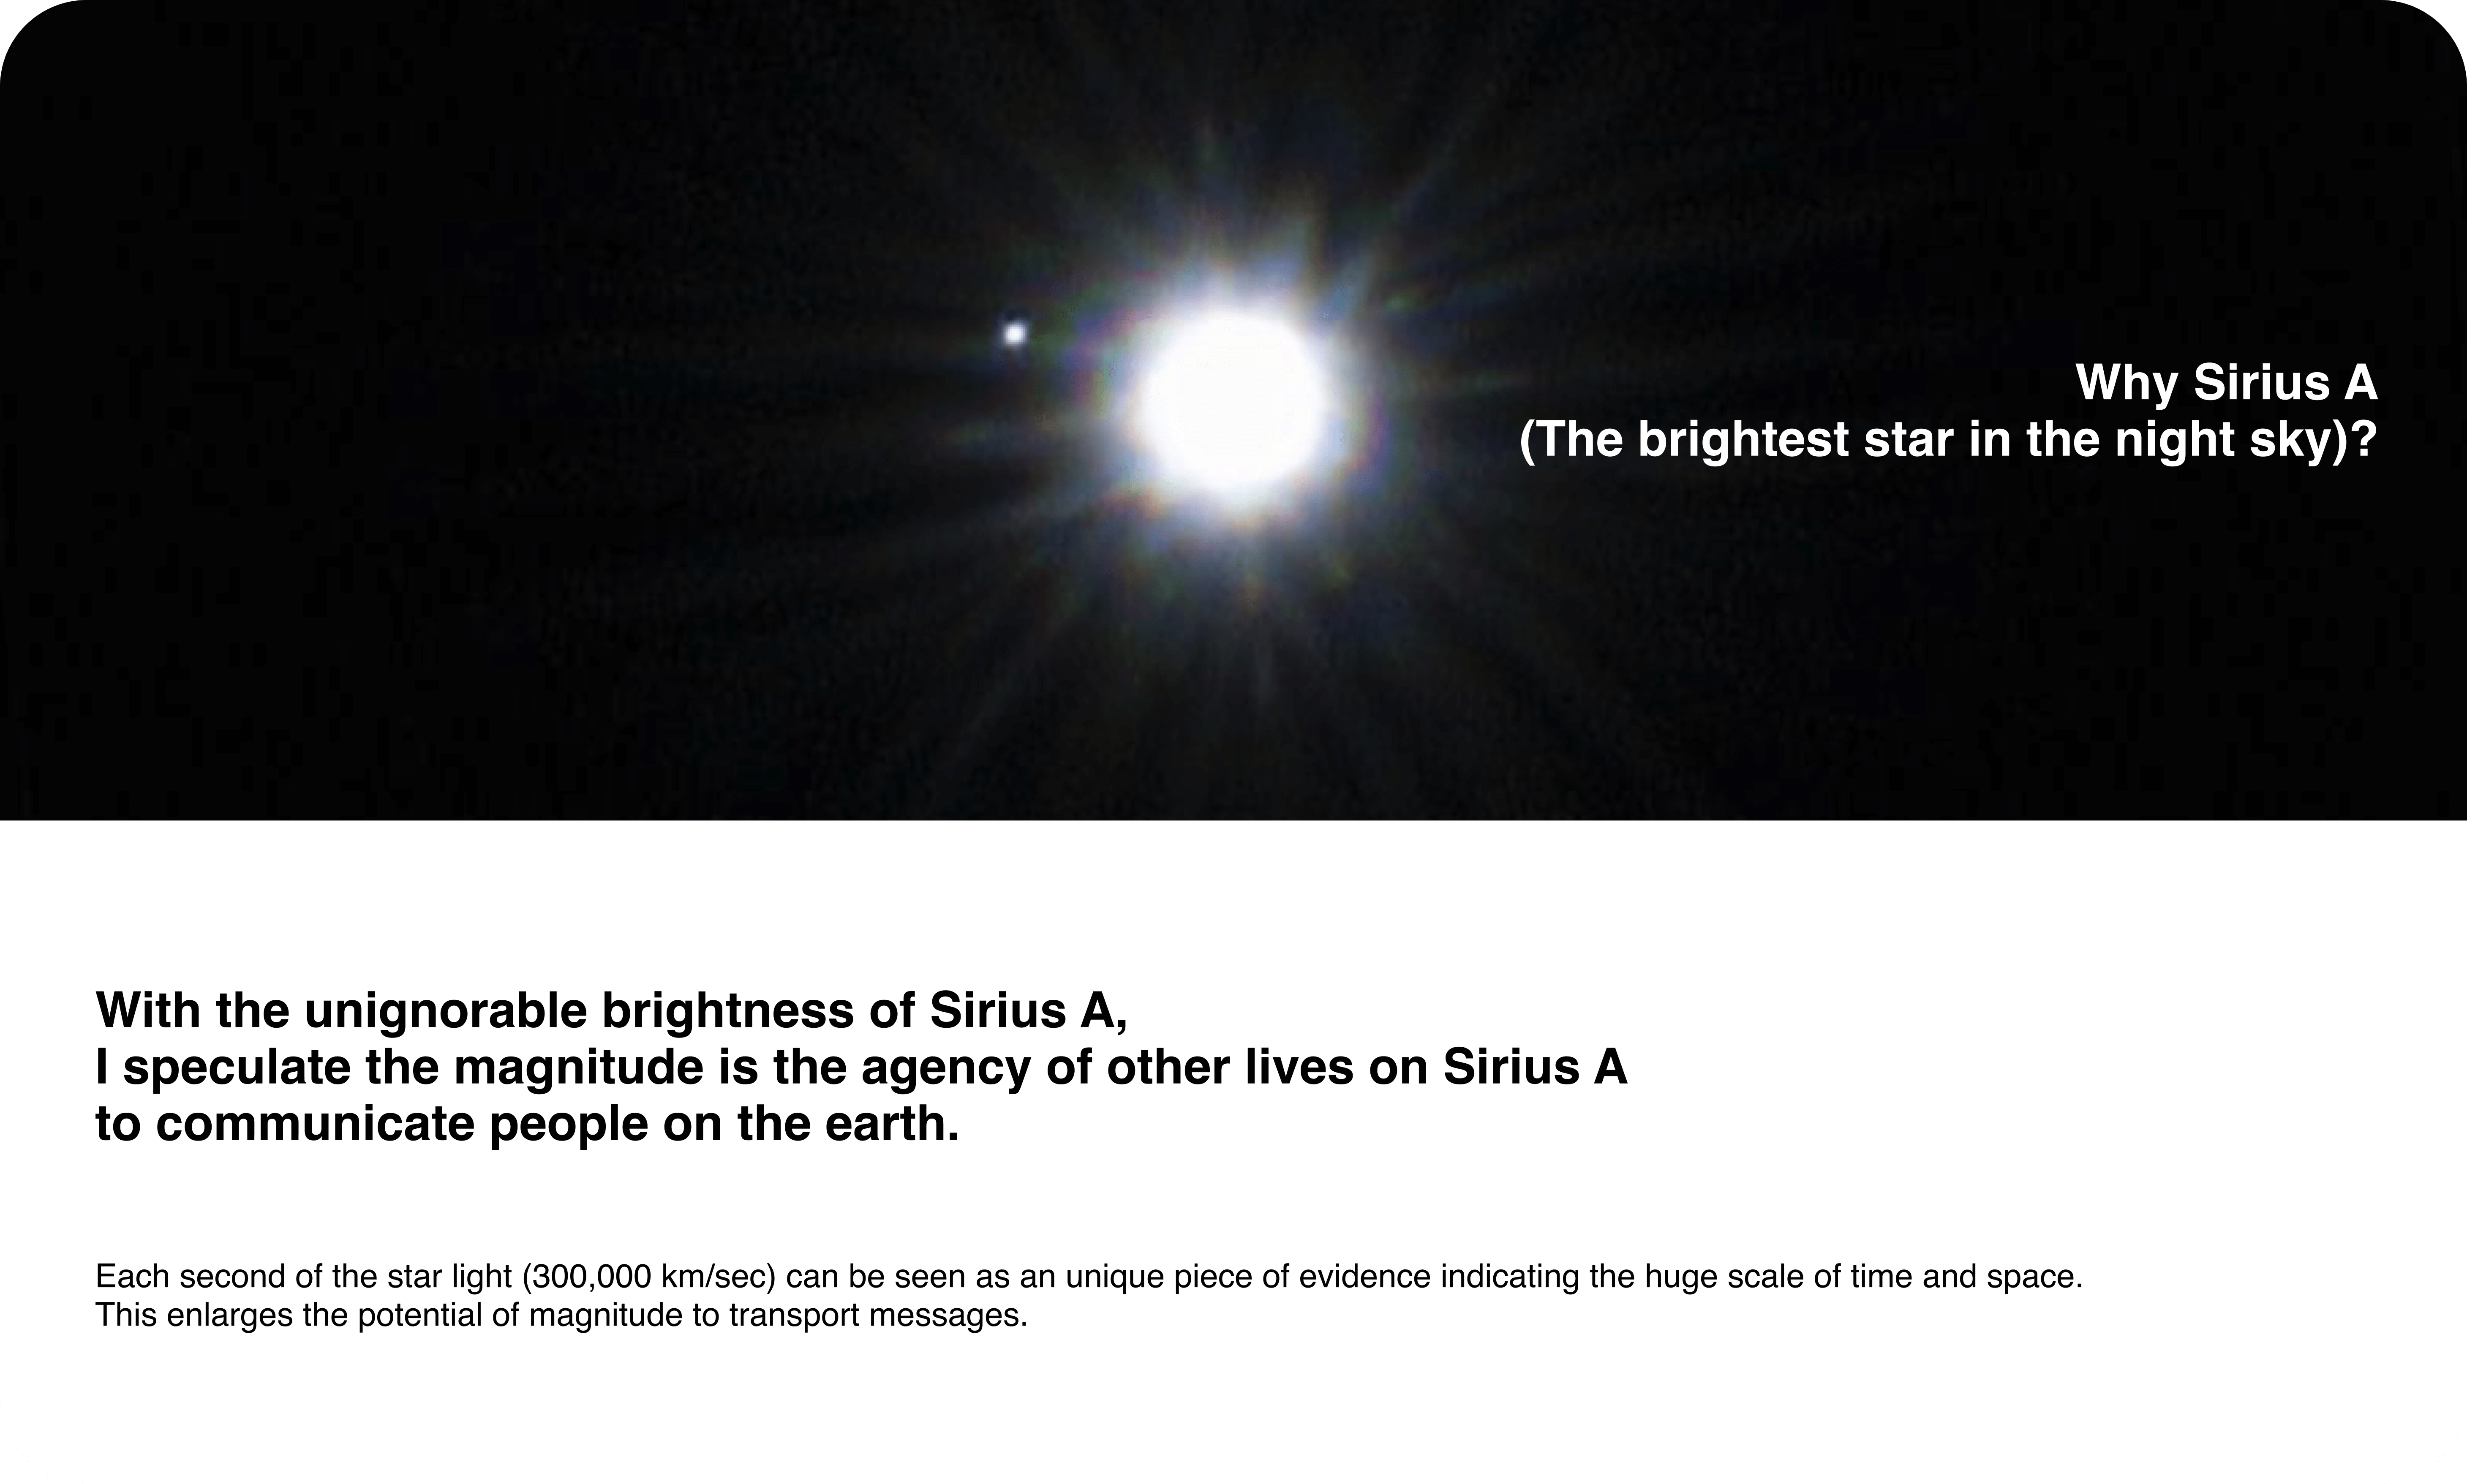 Why Sirius A
(The brightest star in the night sky)?
With the unignorable brightness of Sirius A,
I speculate the magnitude is the agency of other lives on Sirius A
to communicate people on the earth.
Each second of the star light (300,000 km/sec) can be seen as an unique piece of evidence indicating the huge scale of time and space.
This enlarges the potential of magnitude to transport messages.